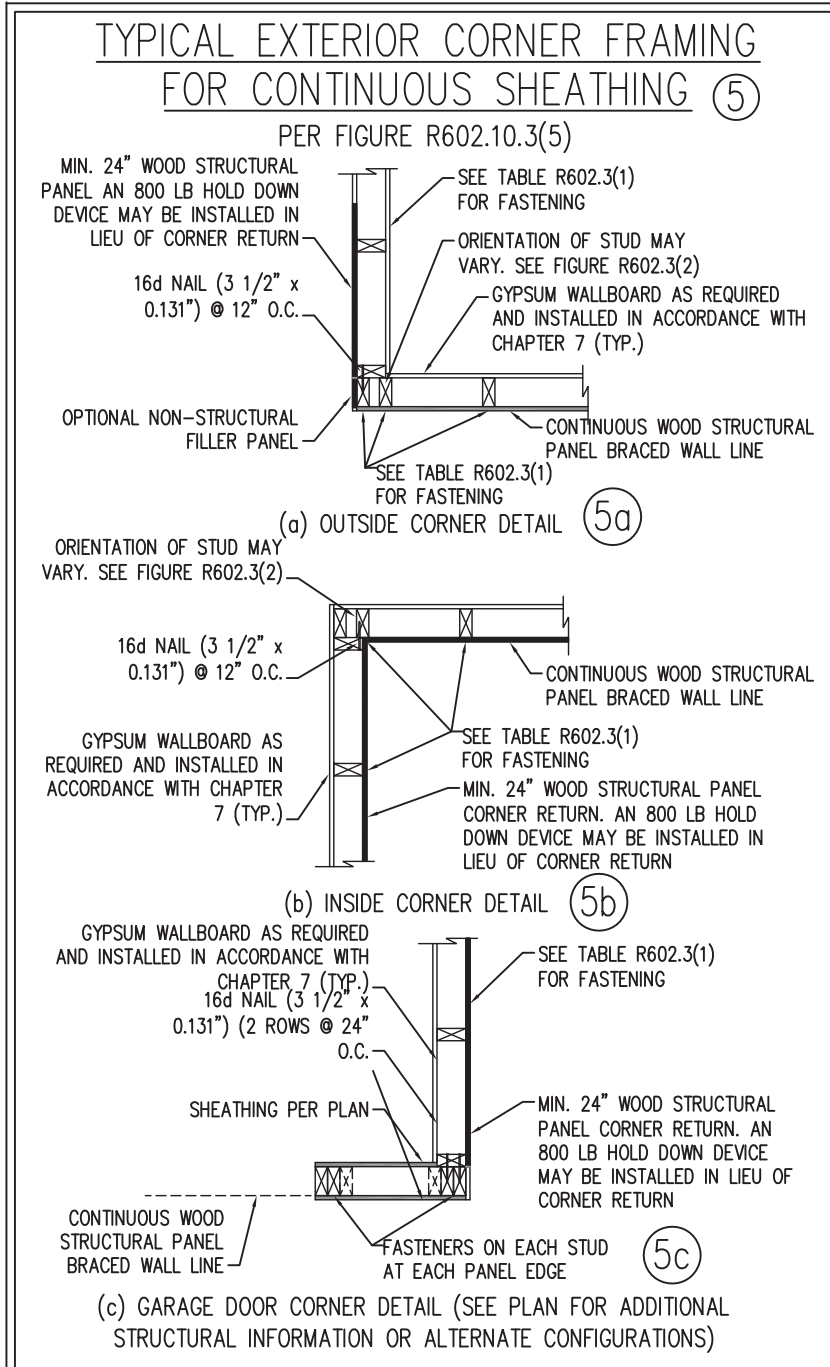 TYPICAL EXTERIOR CORNER FRAMING
FOR CONTINUOUS SHEATHING 5
PER FIGURE R602.10.3(5)
MIN. 24" WOOD STRUCTURAL
PANEL AN 800 LB HOLD DOWN
DEVICE MAY BE INSTALLED IN
LIEU OF CORNER RETURN
SEE TABLE R602.3(1)
FOR FASTENING
ORIENTATION OF STUD MAY
VARY. SEE FIGURE R602.3(2)
16d NAIL (3 1/2" x
0.131") @ 12" O.C.
GYPSUM WALLBOARD AS REQUIRED
AND INSTALLED IN ACCORDANCE WITH
CHAPTER 7 (TYP.)
OPTIONAL NON-STRUCTURAL
FILLER PANEL
CONTINUOUS WOOD STRUCTURAL
PANEL BRACED WALL LINE
SEE TABLE R602.3(1)
FOR FASTENING
(a) OUTSIDE CORNER DETAIL 5a
ORIENTATION OF STUD MAY
VARY. SEE FIGURE R602.3(2)
16d NAIL (3 1/2" x
0.131") @ 12" O.C.
CONTINUOUS WOOD STRUCTURAL
PANEL BRACED WALL LINE
GYPSUM WALLBOARD AS
REQUIRED AND INSTALLED IN
ACCORDANCE WITH CHAPTER
7 (TYP.)
SEE TABLE R602.3(1)
FOR FASTENING
MIN. 24" WOOD STRUCTURAL PANEL
CORNER RETURN. AN 800 LB HOLD
DOWN DEVICE MAY BE INSTALLED IN
LIEU OF CORNER RETURN
(b) INSIDE CORNER DETAIL 5b
GYPSUM WALLBOARD AS REQUIRED
AND INSTALLED IN ACCORDANCE WITH
CHAPTER 7 (TYP.)
16d NAIL (3 1/2" x
0.131") (2 ROWS @ 24"
O.C.
SEE TABLE R602.3(1)
FOR FASTENING
SHEATHING PER PLAN
MIN. 24" WOOD STRUCTURAL
PANEL CORNER RETURN. AN
800 LB HOLD DOWN DEVICE
MAY BE INSTALLED IN LIEU OF
CORNER RETURN
CONTINUOUS WOOD
STRUCTURAL PANEL
BRACED WALL LINE
FASTENERS ON EACH STUD
AT EACH PANEL EDGE
5c
(c) GARAGE DOOR CORNER DETAIL (SEE PLAN FOR ADDITIONAL
STRUCTURAL INFORMATION OR ALTERNATE CONFIGURATIONS)